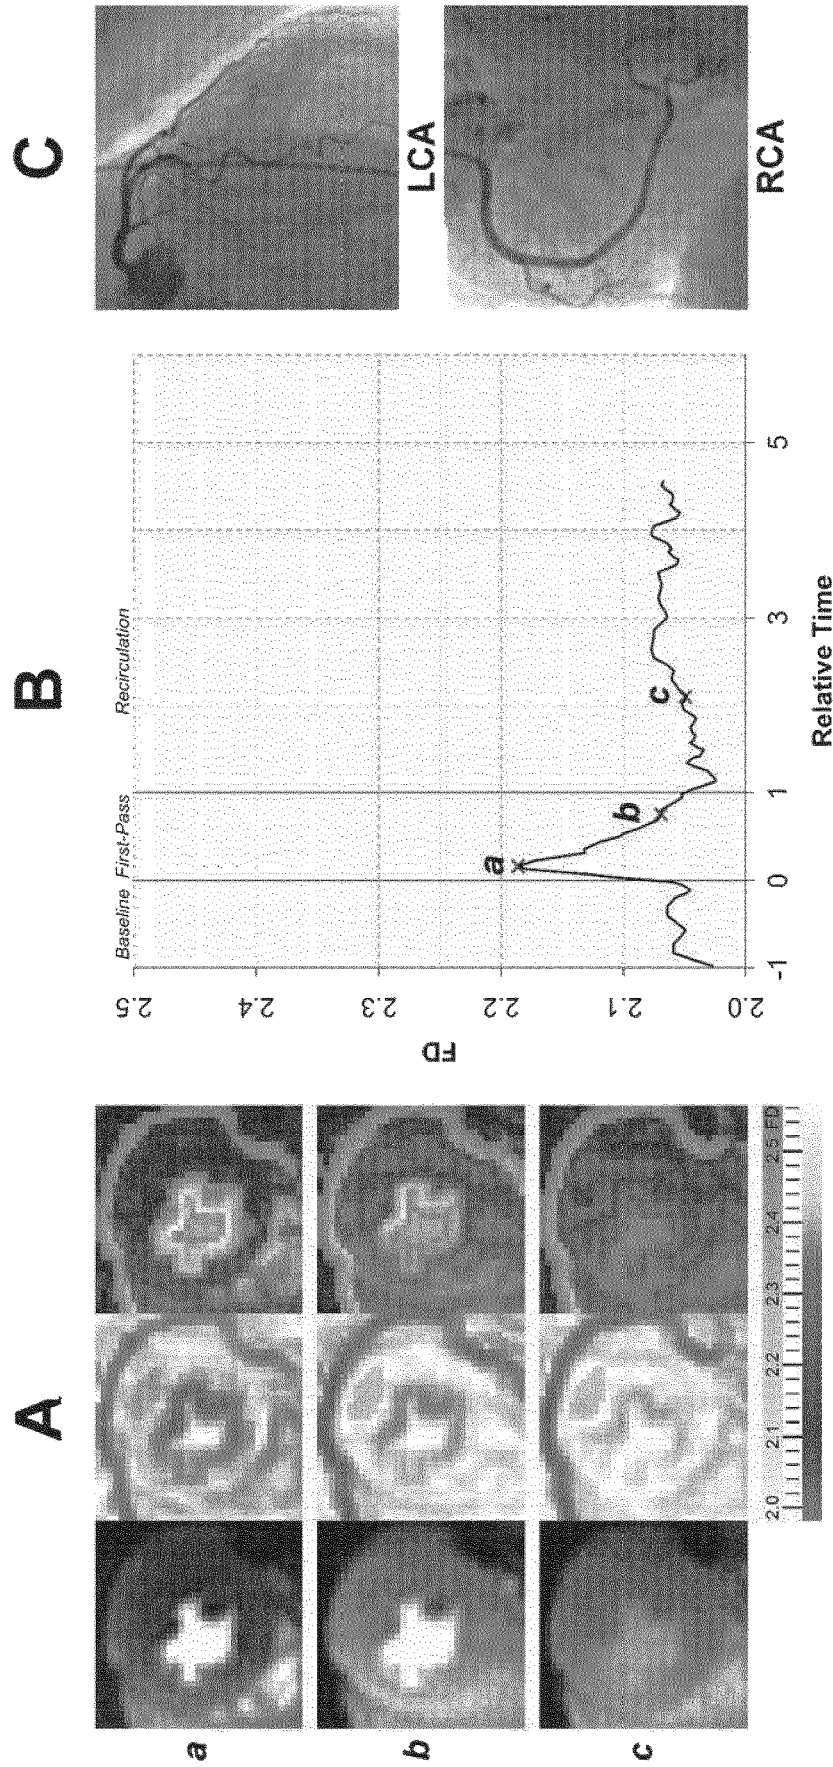 A
B
C
a
b
c
2.0 2.1 2.2 2.3 2.4 2.5 FD
FD
2.5
2.4
2.3
2.2
2.1
2.0
Baseline First-Pass Recirculation
a
b
c
-1 0 1 3 5
Relative Time
LCA
RCA